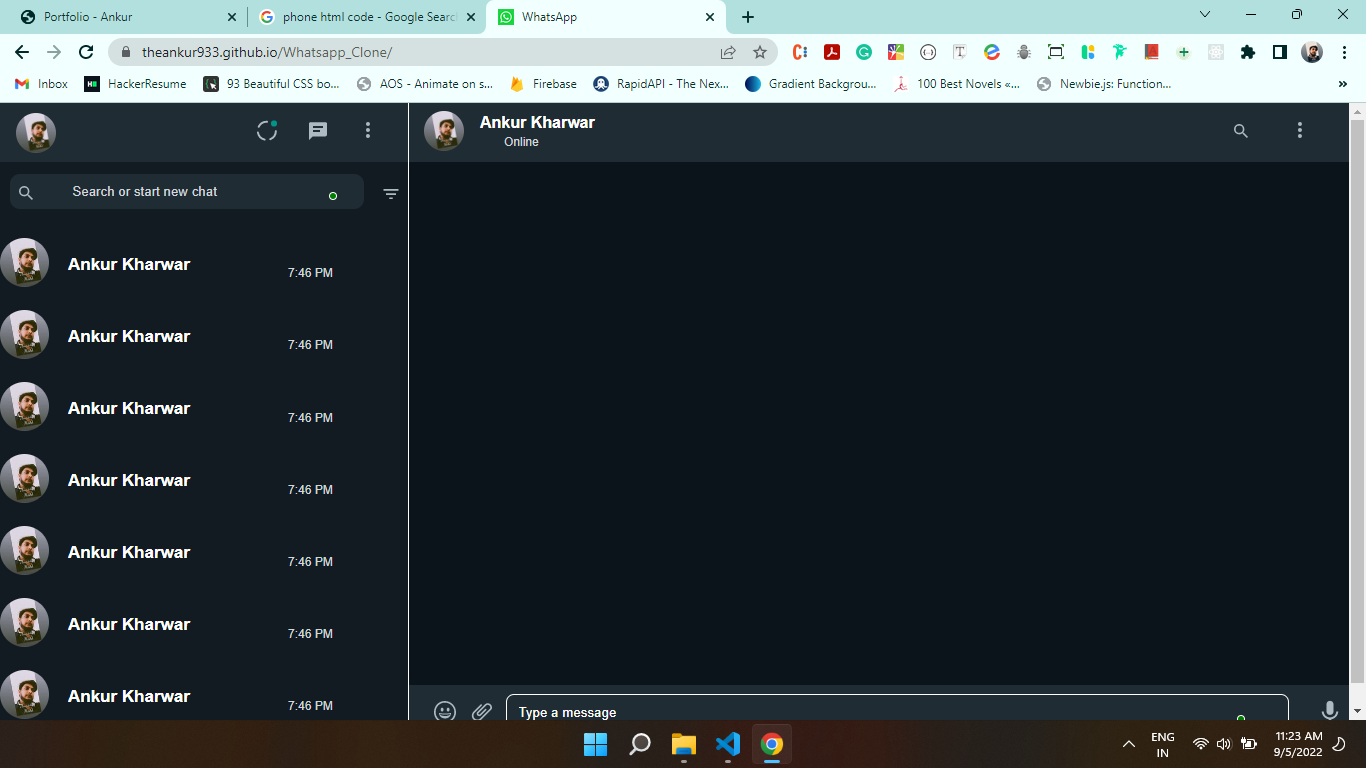 Portfolio - Ankur
phone html code - Google Searc
WhatsApp
theankur933.github.io/Whatsapp_Clone/
Inbox
HackerResume
93 Beautiful CSS bo...
AOS - Animate on s...
Firebase
RapidAPI - The Nex...
Gradient Backgrou...
100 Best Novels «...
Newbie.js: Function...
Ankur Kharwar
Online
Search or start new chat
Ankur Kharwar
7:46 PM
Ankur Kharwar
7:46 PM
Ankur Kharwar
7:46 PM
Ankur Kharwar
7:46 PM
Ankur Kharwar
7:46 PM
Ankur Kharwar
7:46 PM
Ankur Kharwar
7:46 PM
Type a message
ENG
IN
11:23 AM
9/5/2022